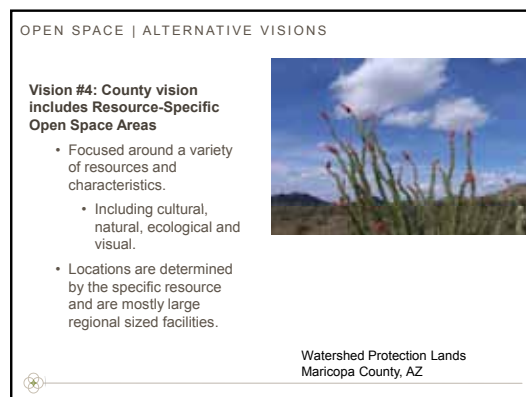 OPEN SPACE | ALTERNATIVE VISIONS
Vision #4: County vision
includes Resource-Specific
Open Space Areas
• Focused around a variety
of resources and
characteristics.
• Including cultural,
natural, ecological and
visual.
• Locations are determined
by the specific resource
and are mostly large
regional sized facilities.
Watershed Protection Lands
Maricopa County, AZ